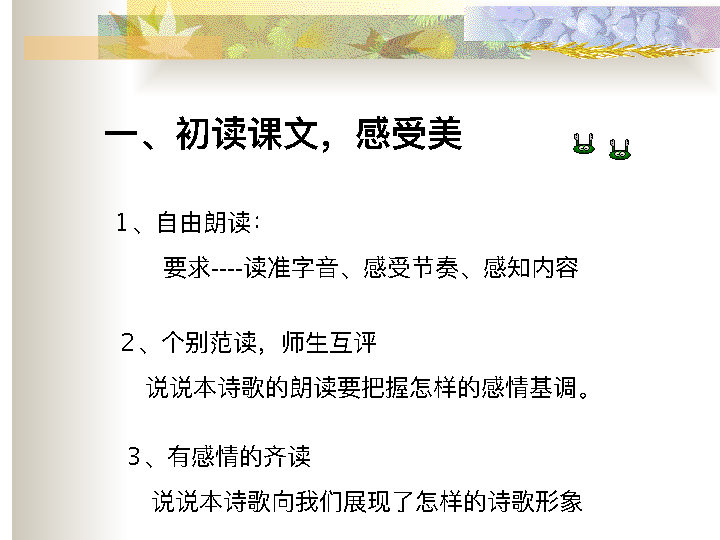 一、初读课文，感受美
１、自由朗读：
要求----读准字音、感受节奏、感知内容
２、个别范读，师生互评
说说本诗歌的朗读要把握怎样的感情基调。
３、有感情的齐读
说说本诗歌向我们展现了怎样的诗歌形象